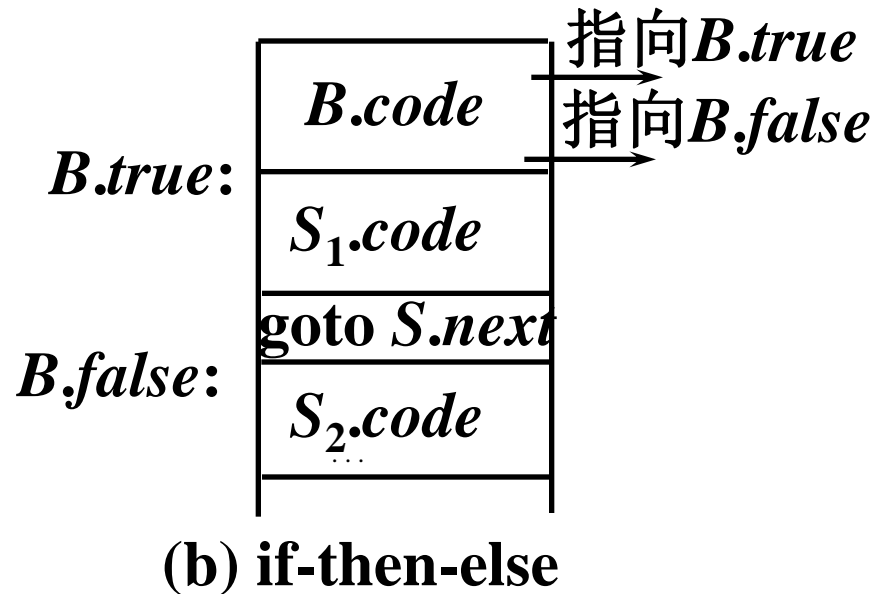 指向B.true
B.code
指向B.false
B.true:
S₁.code
goto S.next
B.false:
S₂.code
...
(b) if-then-else